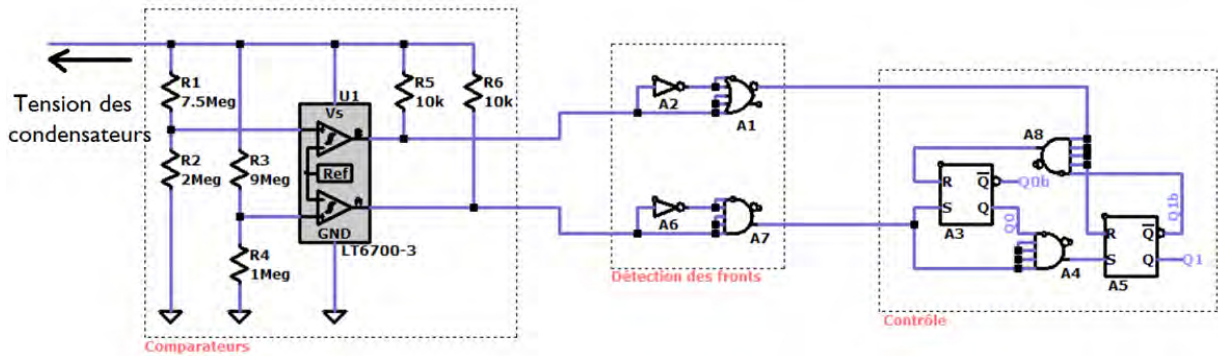 Tension des
condensateurs
R1
7.5Meg
R2
2Meg
R3
9Meg
R4
1Meg
U1
Vs
B
Ref
A
GND
LT6700-3
R5
10k
R6
10k
Comparateurs
A2
A1
A6
A7
Détection des fronts
A8
R
Q
Q0b
S
Q
A3
Q0
A4
Q1b
R
Q
S
Q
Q1
A5
Contrôle